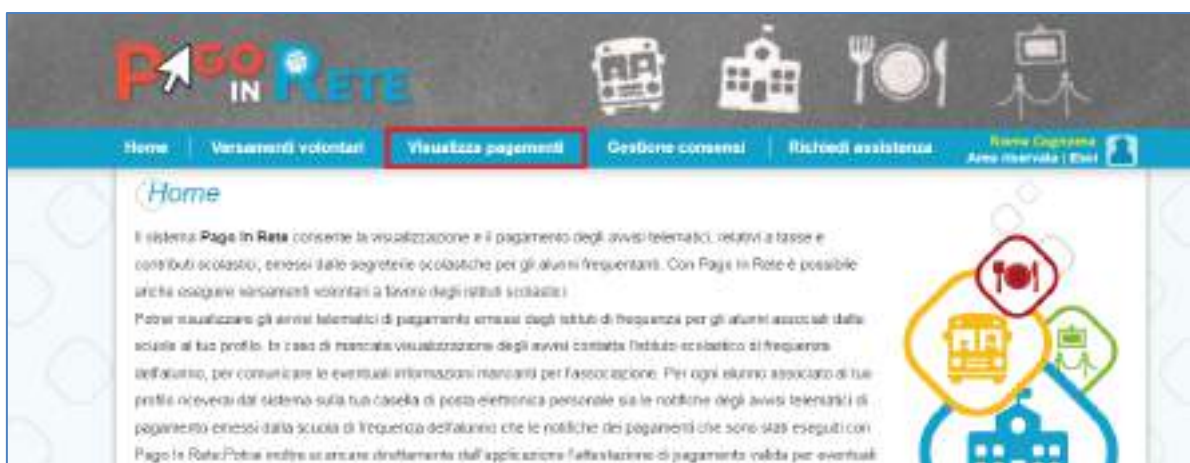 PAGO IN RETE
Home Versamenti volontari Visualizza pagamenti Gestione consensi Richiedi assistenza Nome Cognome
Area riservata | Esci
Home
Il sistema Pago In Rete consente la visualizzazione e il pagamento degli avvisi telematici, relativi a tasse e
contributi scolastici, emessi dalle segreterie scolastiche per gli alunni frequentanti. Con Pago In Rete è possibile
anche eseguire versamenti volontari a favore degli istituti scolastici.
Potrai visualizzare gli avvisi telematici di pagamento emessi dagli istituti di frequenza per gli alunni associati dalle
scuole al tuo profilo. In caso di mancata visualizzazione degli avvisi contatta l'istituto scolastico di frequenza
dell'alunno, per comunicare le eventuali informazioni mancanti per l'associazione. Per ogni alunno associato al tuo
profilo riceverai dal sistema sulla tua casella di posta elettronica personale sia le notifiche degli avvisi telematici di
pagamento emessi dalla scuola di frequenza dell'alunno che le notifiche dei pagamenti che sono stati eseguiti con
Pago In Rete.Potrai inoltre scaricare direttamente dall'applicazione l'attestazione di pagamento valida per eventuali